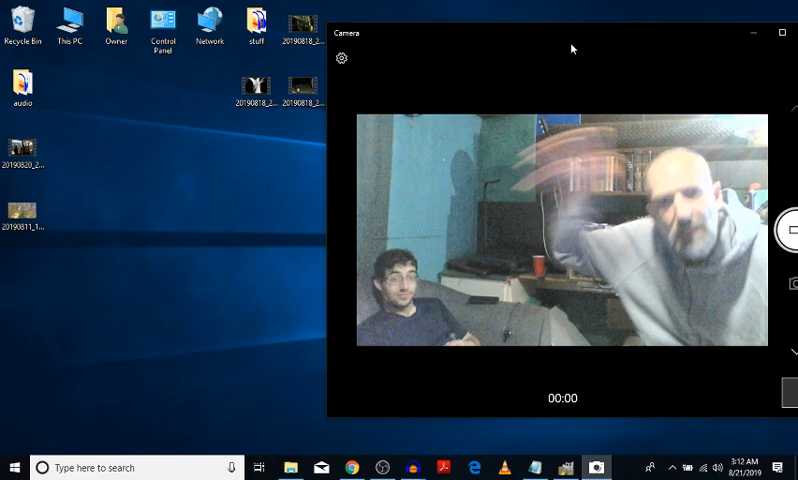 Recycle Bin
This PC
Owner
Control
Panel
Network
stuff
20190818_2...
Camera
audio
20190818_2...
20190818_2...
20190820_2...
20190811_1...
00:00
Type here to search
3:12 AM
8/21/2019